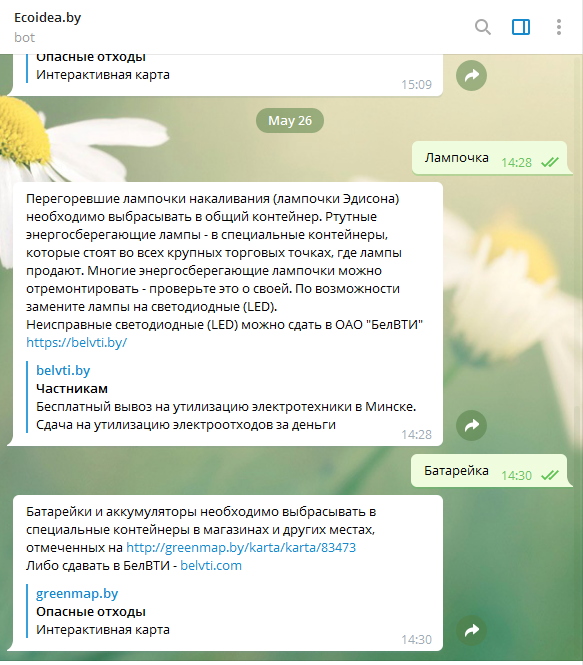 Ecoidea.by
bot
Опасные отходы
Интерактивная карта
15:09
May 26
Лампочка 14:28
Перегоревшие лампочки накаливания (лампочки Эдисона)
необходимо выбрасывать в общий контейнер. Ртутные
энергосберегающие лампы - в специальные контейнеры,
которые стоят во всех крупных торговых точках, где лампы
продают. Многие энергосберегающие лампочки можно
отремонтировать - проверьте это о своей. По возможности
замените лампы на светодиодные (LED).
Неисправные светодиодные (LED) можно сдать в ОАО "БелВТИ"
https://belvti.by/
belvti.by
Частникам
Бесплатный вывоз на утилизацию электротехники в Минске.
Сдача на утилизацию электроотходов за деньги
14:28
Батарейка 14:30
Батарейки и аккумуляторы необходимо выбрасывать в
специальные контейнеры в магазинах и других местах,
отмеченных на http://greenmap.by/karta/karta/83473
Либо сдавать в БелВТИ - belvti.com
greenmap.by
Опасные отходы
Интерактивная карта
14:30